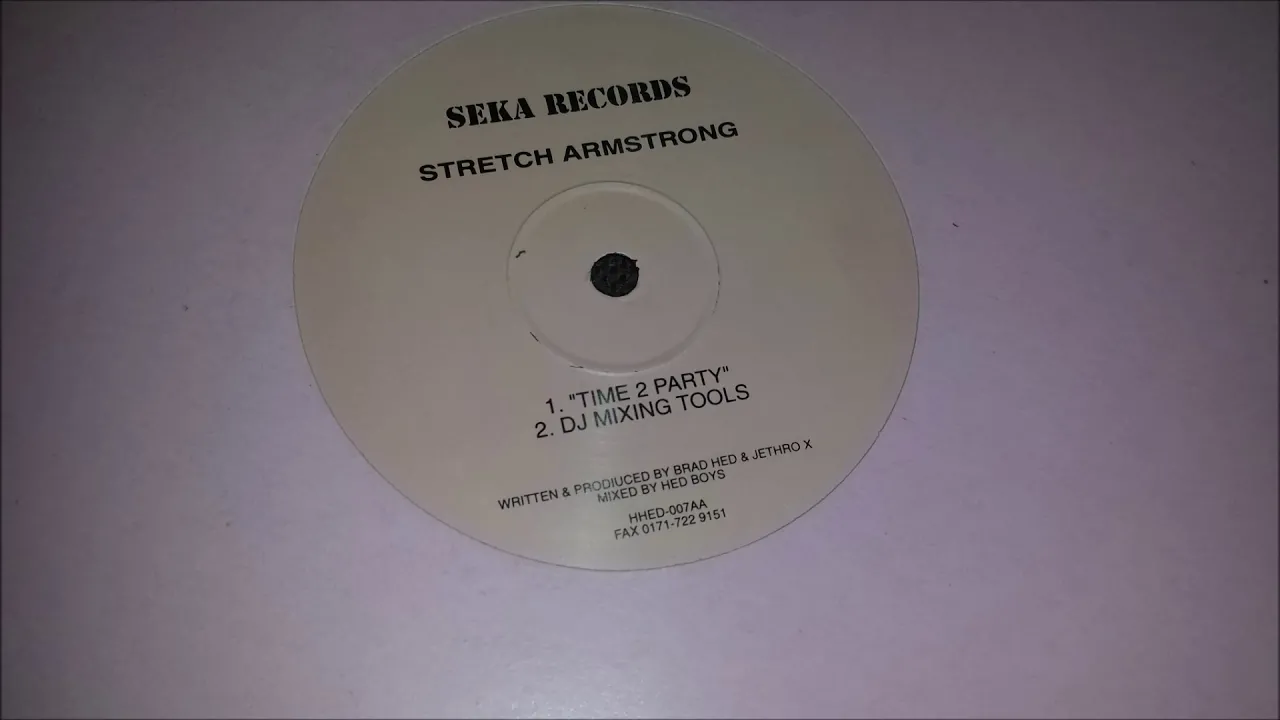 SEKA RECORDS
STRETCH ARMSTRONG
1. "TIME 2 PARTY"
2. DJ MIXING TOOLS
WRITTEN & PRODIUCED BY BRAD HED & JETHRO X
MIXED BY HED BOYS
HHED-007AA
FAX 0171-722 9151